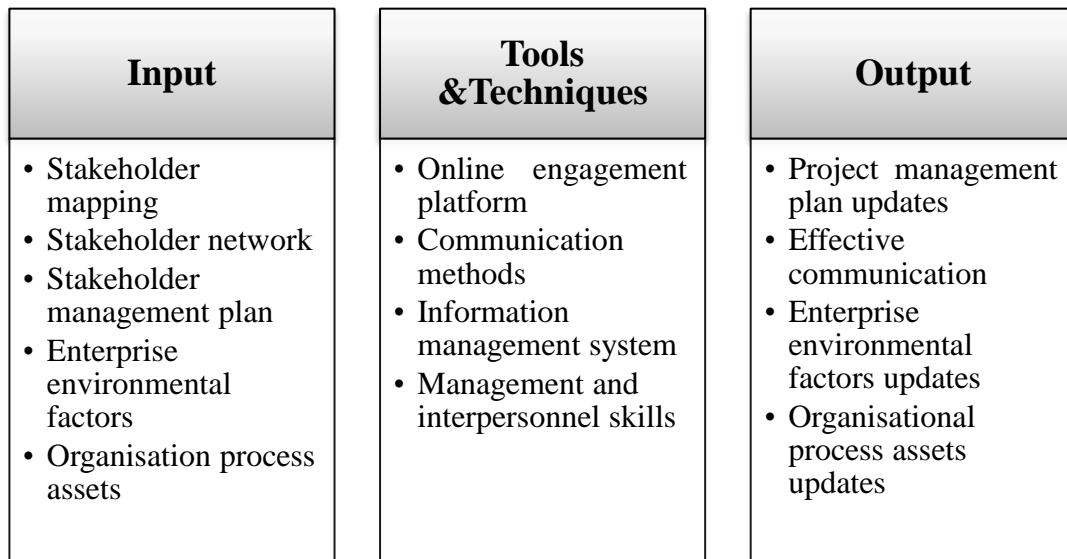 Input
• Stakeholder
mapping
• Stakeholder network
• Stakeholder
management plan
• Enterprise
environmental
factors
• Organisation process
assets
Tools
&Techniques
• Online engagement
platform
• Communication
methods
• Information
management system
• Management and
interpersonnel skills
Output
• Project management
plan updates
• Effective
communication
• Enterprise
environmental
factors updates
• Organisational
process assets
updates